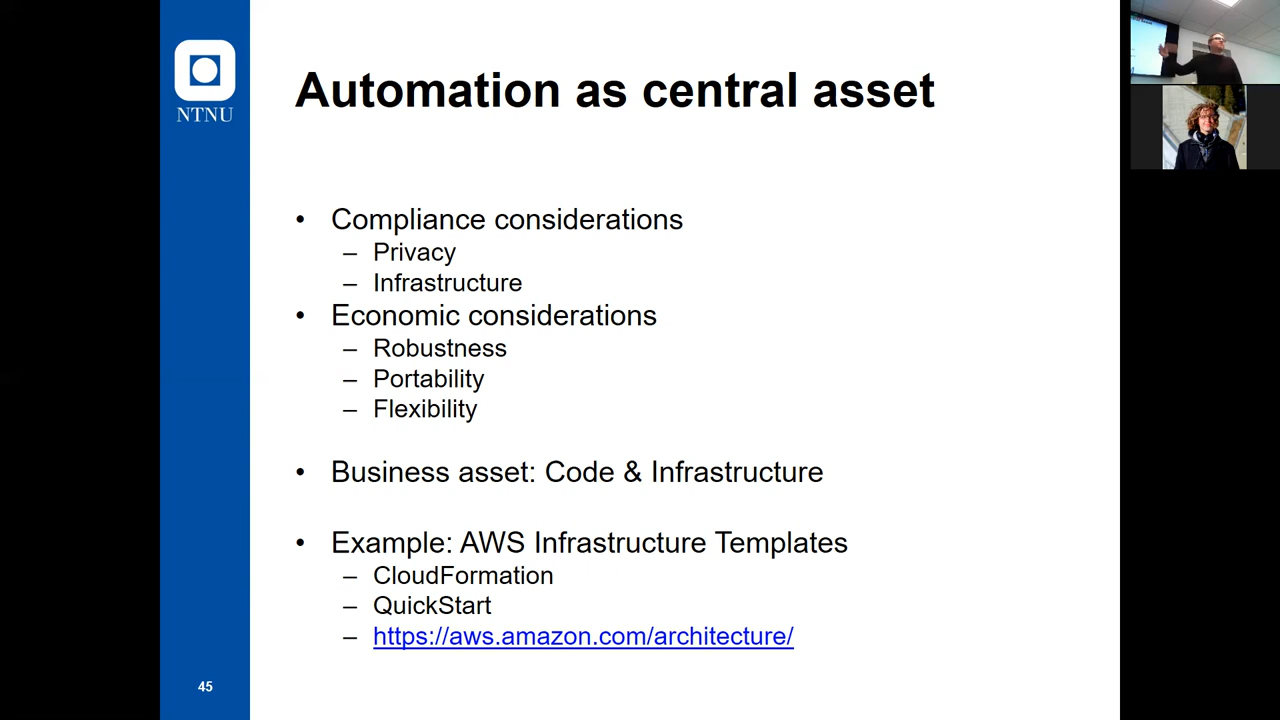 NTNU
Automation as central asset
• Compliance considerations
– Privacy
– Infrastructure
• Economic considerations
– Robustness
– Portability
– Flexibility
• Business asset: Code & Infrastructure
• Example: AWS Infrastructure Templates
– CloudFormation
– QuickStart
– https://aws.amazon.com/architecture/
45